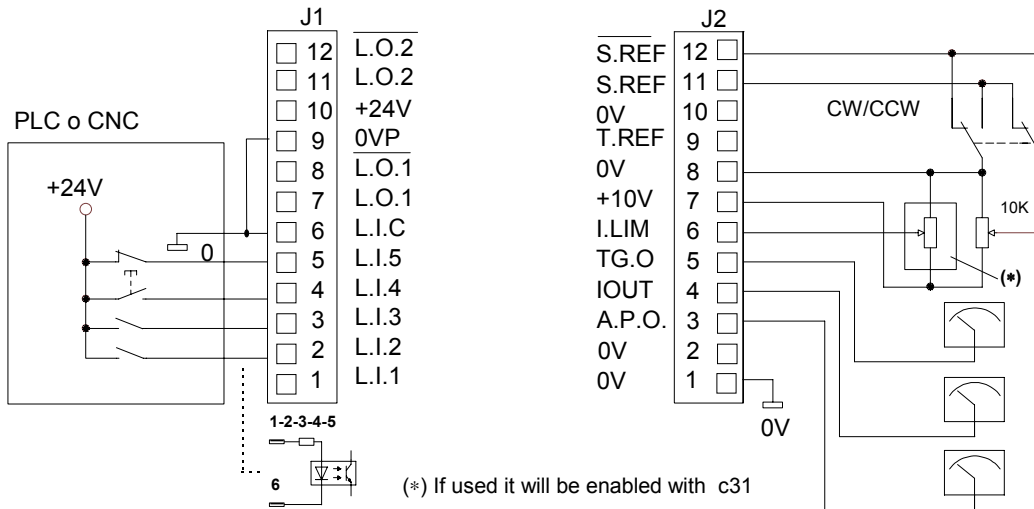 J1
12 L.O.2
11 L.O.2
10 +24V
9 0VP
8 L.O.1
7 L.O.1
6 L.I.C
5 L.I.5
4 L.I.4
3 L.I.3
2 L.I.2
1 L.I.1
PLC o CNC
+24V
0
1-2-3-4-5
6
J2
S.REF 12
S.REF 11
0V 10
T.REF 9
0V 8
+10V 7
I.LIM 6
TG.O 5
IOUT 4
A.P.O. 3
0V 2
0V 1
CW/CCW
10K
(*)
0V
(*) If used it will be enabled with c31